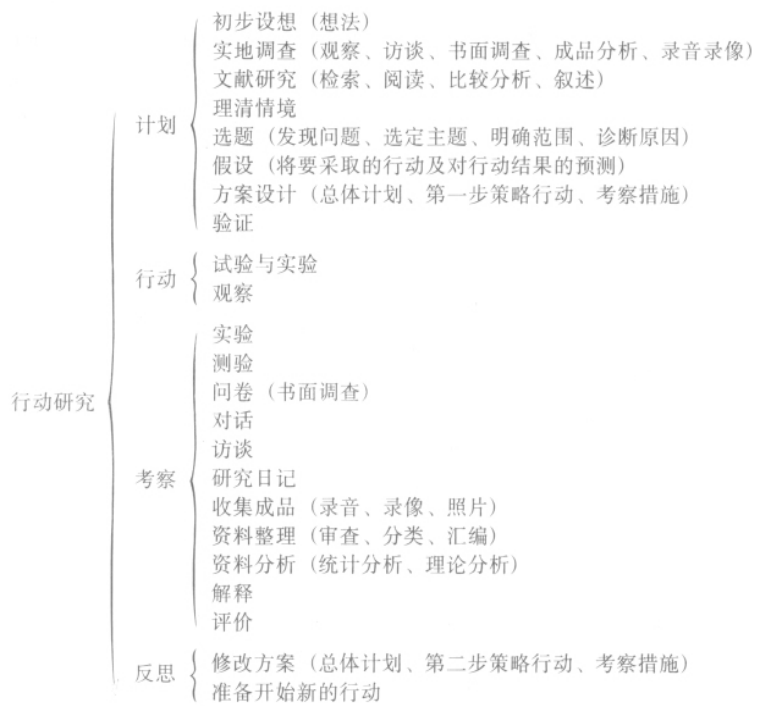 初步设想（想法）
实地调查（观察、访谈、书面调查、成品分析、录音录像）
文献研究（检索、阅读、比较分析、叙述）
理清情境
计划
选题（发现问题、选定主题、明确范围、诊断原因）
假设（将要采取的行动及对行动结果的预测）
方案设计（总体计划、第一步策略行动、考察措施）
验证
行动
试验与实验
观察
行动研究
实验
测验
问卷（书面调查）
对话
访谈
考察
研究日记
收集成品（录音、录像、照片）
资料整理（审查、分类、汇编）
资料分析（统计分析、理论分析）
解释
评价
反思
修改方案（总体计划、第二步策略行动、考察措施）
准备开始新的行动